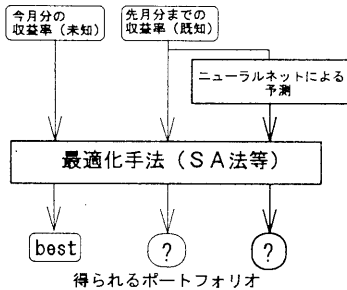 今月分の
収益率（未知）
先月分までの
収益率（既知）
ニューラルネットによる
予測
最適化手法（ＳＡ法等）
best
?
?
得られるポートフォリオ